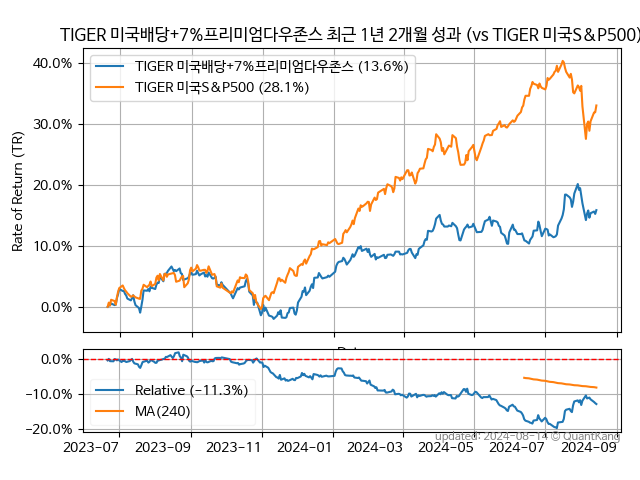 TIGER 미국배당+7%프리미엄다우존스 최근 1년 2개월 성과 (vs TIGER 미국S&P500)
40.0%
30.0%
20.0%
10.0%
0.0%
Rate of Return (TR)
TIGER 미국배당+7%프리미엄다우존스 (13.6%)
TIGER 미국S&P500 (28.1%)
0.0%
−10.0%
−20.0%
Relative (−11.3%)
MA(240)
updated: 2024-08-14 © QuantKang
2023-07 2023-09 2023-11 2024-01 2024-03 2024-05 2024-07 2024-09